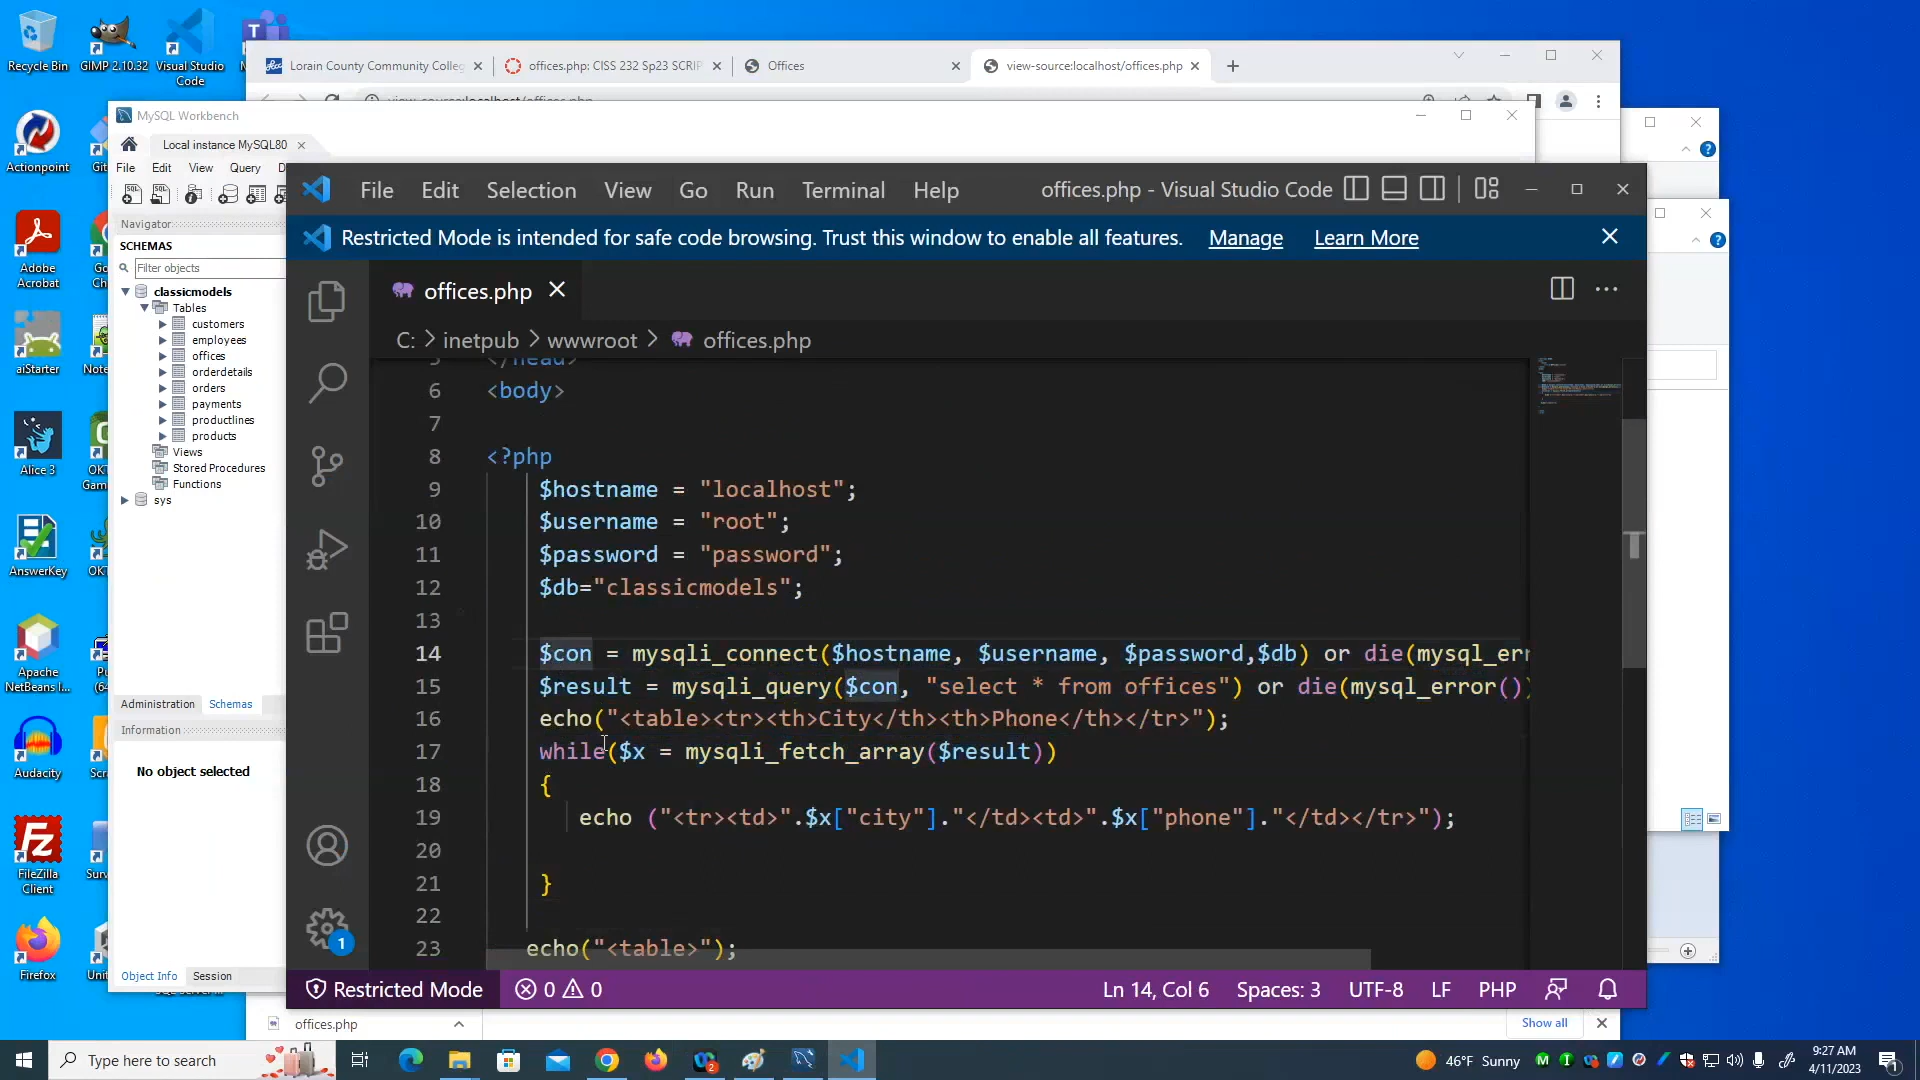 Recycle Bin
GIMP 2.10.32
Visual Studio
Code
Actionpoint
Adobe
Acrobat
aiStarter
Alice 3
AnswerKey
Apache
NetBeans I...
Audacity
FileZilla
Client
Firefox
Lorain County Community Colleg
offices.php: CISS 232 Sp23 SCRIP
Offices
view-source:localhost/offices.php
MySQL Workbench
Local instance MySQL80
File Edit View Query
Navigator
SCHEMAS
Filter objects
classicmodels
Tables
customers
employees
offices
orderdetails
orders
payments
productlines
products
Views
Stored Procedures
Functions
sys
Administration Schemas
Information
No object selected
Object Info Session
File Edit Selection View Go Run Terminal Help
offices.php - Visual Studio Code
Restricted Mode is intended for safe code browsing. Trust this window to enable all features. Manage Learn More
offices.php
C: > inetpub > wwwroot > offices.php
5 </head>
6 <body>
7
8 <?php
9 $hostname = "localhost";
10 $username = "root";
11 $password = "password";
12 $db="classicmodels";
13
14 $con = mysqli_connect($hostname, $username, $password,$db) or die(mysql_err
15 $result = mysqli_query($con, "select * from offices") or die(mysql_error())
16 echo("<table><tr><th>City</th><th>Phone</th></tr>");
17 while($x = mysqli_fetch_array($result))
18 {
19 echo ("<tr><td>".$x["city"]."</td><td>".$x["phone"]."</td></tr>");
20
21 }
22
23 echo("<table>");
1
Restricted Mode 0 0
Ln 14, Col 6 Spaces: 3 UTF-8 LF PHP
offices.php
Show all
Type here to search
2
46°F Sunny
9:27 AM
4/11/2023
1